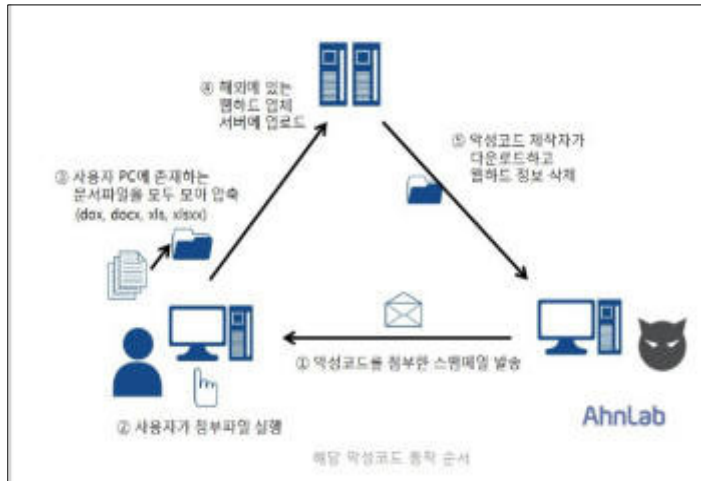 ④ 해외에 있는
웹하드 업체
서버에 업로드
⑤ 악성코드 제작자가
다운로드하고
웹하드 정보 삭제
③ 사용자 PC에 존재하는
문서파일을 모두 모아 압축
(dox, docx, xls, xlsxx)
① 악성코드를 첨부한 스팸메일 발송
② 사용자가 첨부파일 실행
AhnLab
해당 악성코드 동작 순서